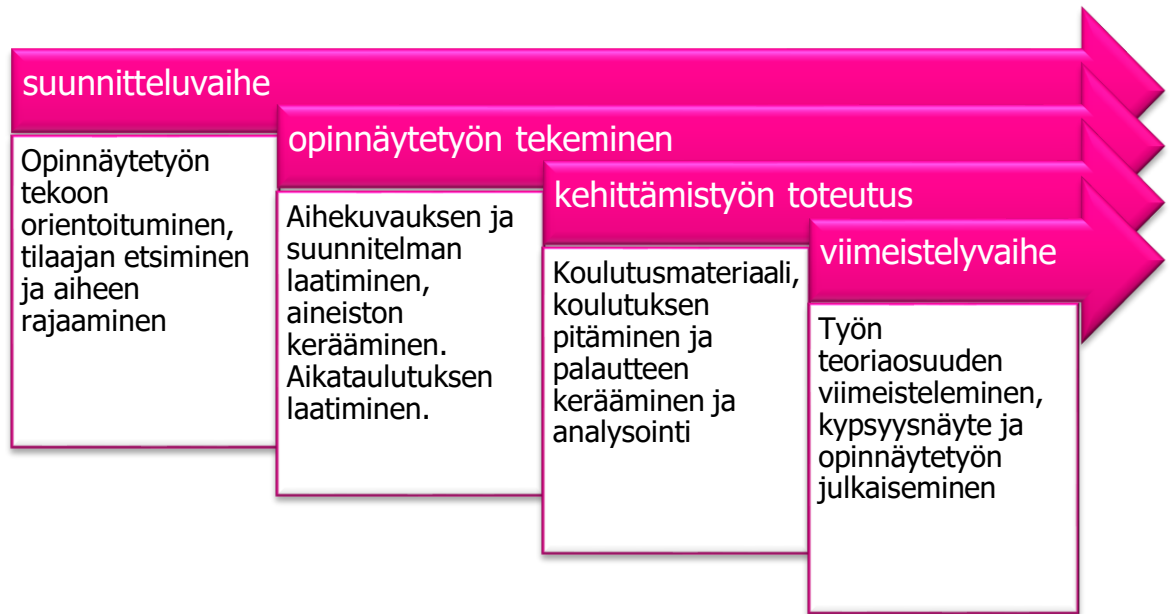 suunnitteluvaihe
Opinnäytetyön
tekoon
orientoituminen,
tilaajan etsiminen
ja aiheen
rajaaminen
opinnäytetyön tekeminen
Aihekuvauksen ja
suunnitelman
laatiminen,
aineiston
kerääminen.
Aikataulutuksen
laatiminen.
kehittämistyön toteutus
Koulutusmateriaali,
koulutuksen
pitäminen ja
palautteen
kerääminen ja
analysointi
viimeistelyvaihe
Työn
teoriaosuuden
viimeisteleminen,
kypsyysnäyte ja
opinnäytetyön
julkaiseminen